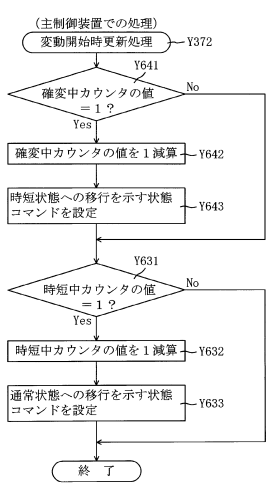 (主制御装置での処理)
変動開始時更新処理
Y372
Y641
確変中カウンタの値
=1?
No
Yes
確変中カウンタの値を1減算
Y642
時短状態への移行を示す状態
コマンドを設定
Y643
Y631
時短中カウンタの値
=1?
No
Yes
時短中カウンタの値を1減算
Y632
通常状態への移行を示す状態
コマンドを設定
Y633
終 了